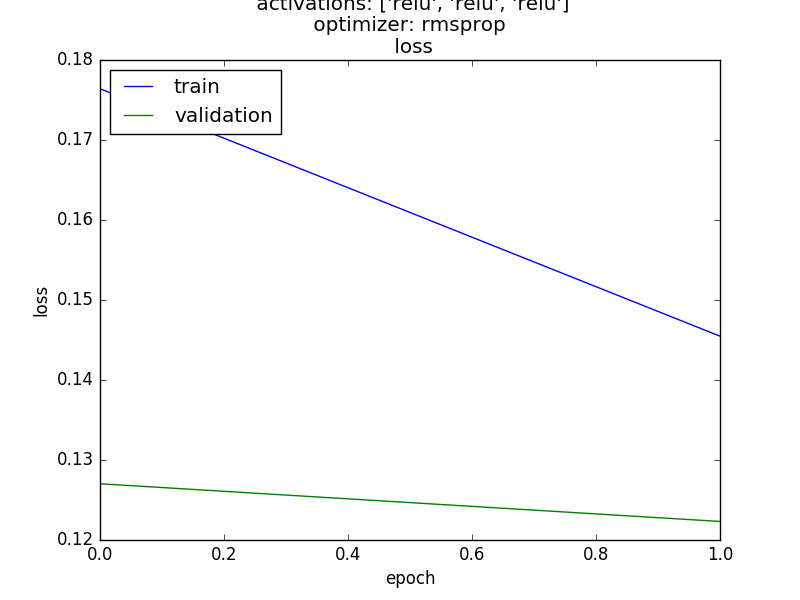 activations: ['relu', 'relu', 'relu']
optimizer: rmsprop
loss
0.18
0.17
0.16
0.15
0.14
0.13
0.12
loss
train
validation
0.0 0.2 0.4 0.6 0.8 1.0
epoch